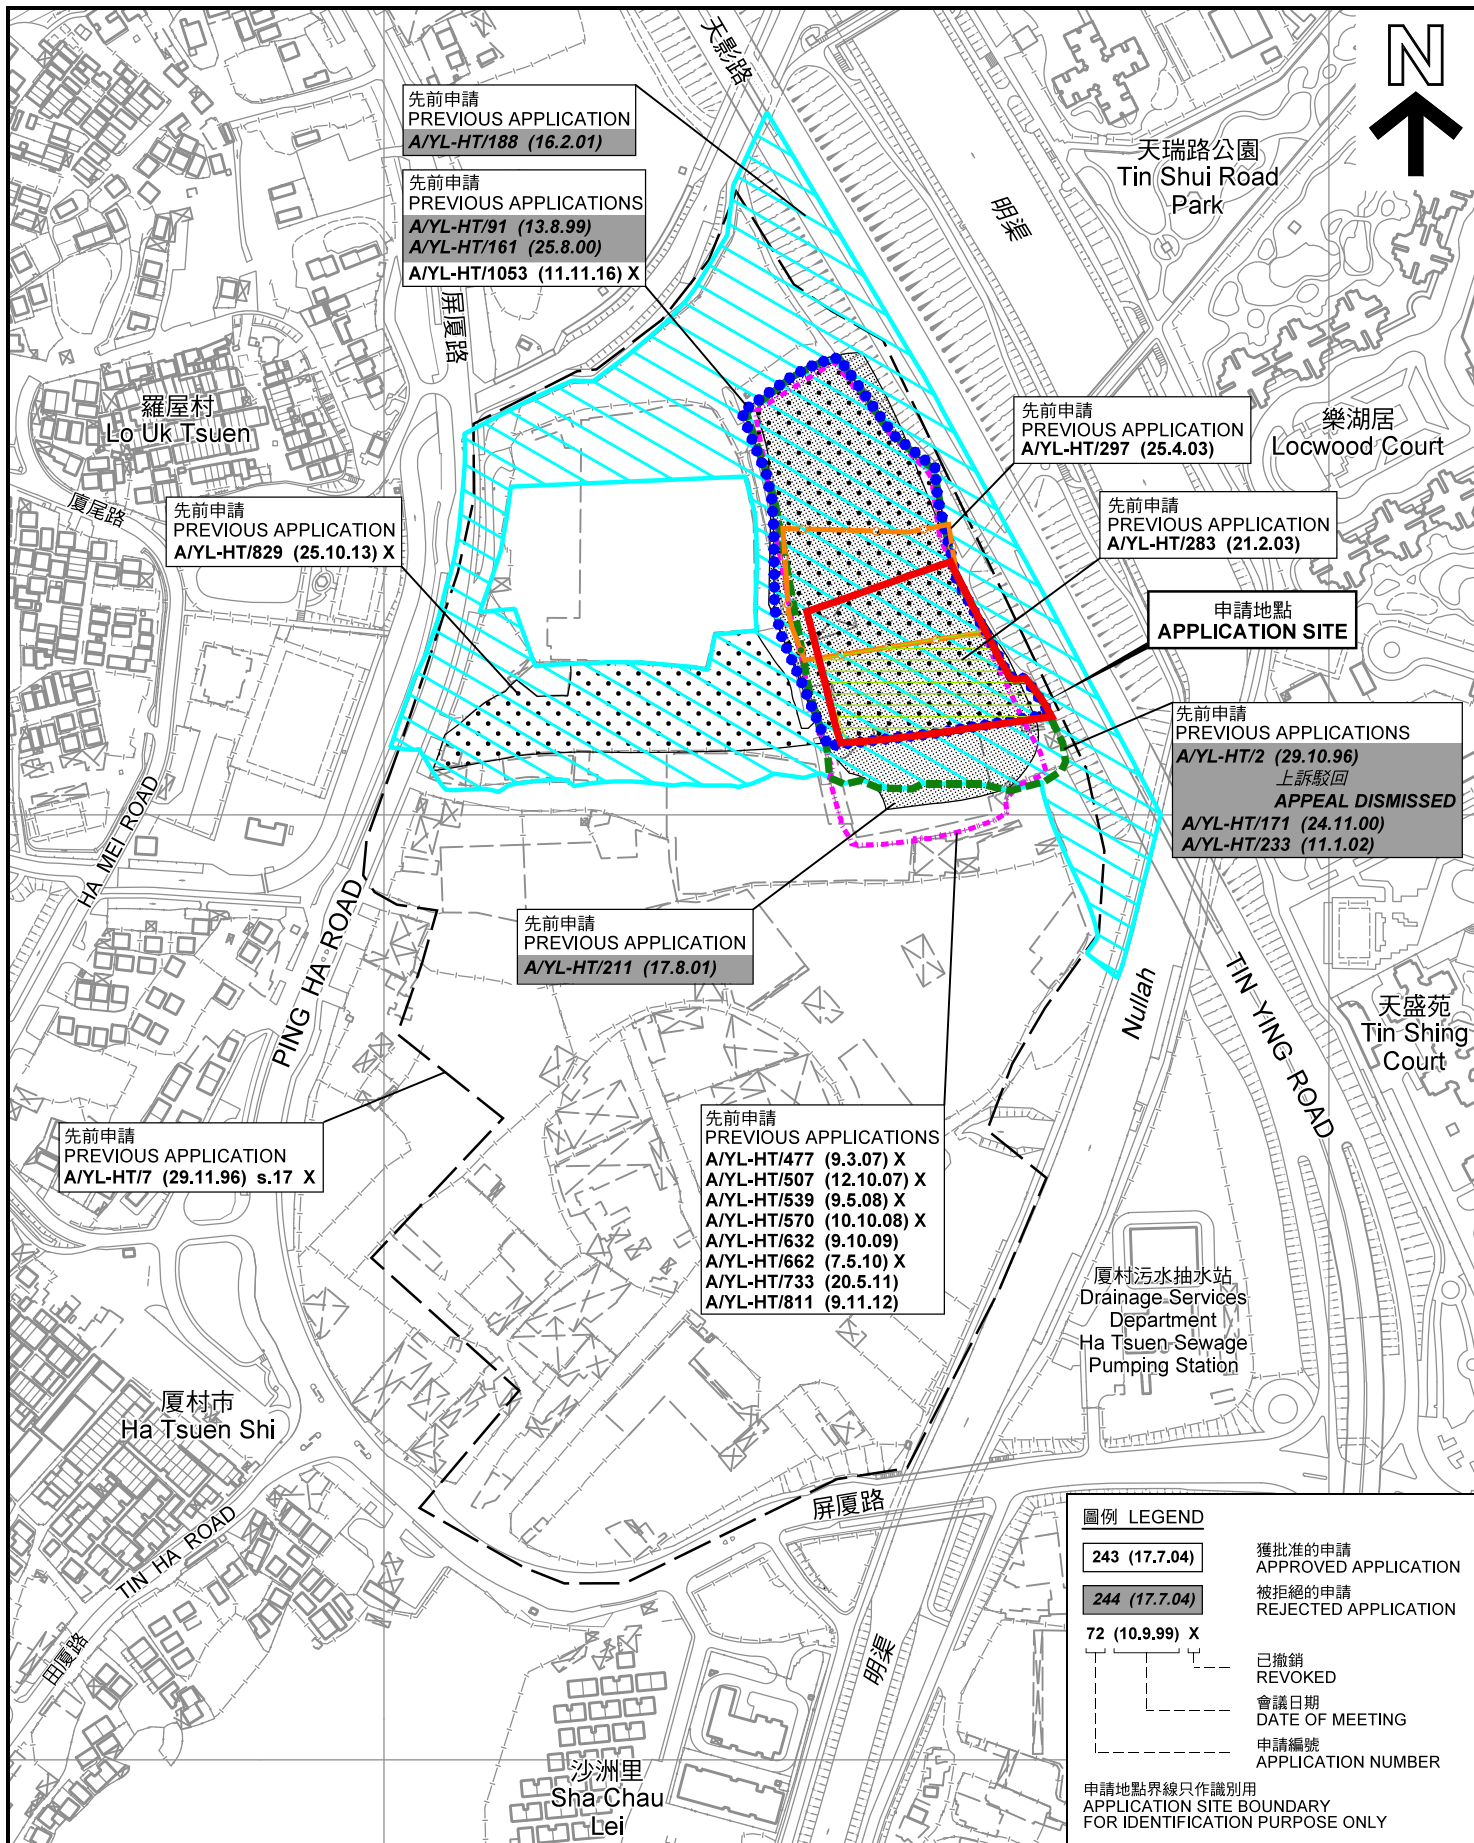 N
天影路
先前申請
PREVIOUS APPLICATION
A/YL-HT/188 (16.2.01)
先前申請
PREVIOUS APPLICATIONS
A/YL-HT/91 (13.8.99)
A/YL-HT/161 (25.8.00)
A/YL-HT/1053 (11.11.16) X
天瑞路公園
Tin Shui Road
Park
明渠
屏厦路
羅屋村
Lo Uk Tsuen
厦尾路
先前申請
PREVIOUS APPLICATION
A/YL-HT/297 (25.4.03)
樂湖居
Locwood Court
先前申請
PREVIOUS APPLICATION
A/YL-HT/829 (25.10.13) X
先前申請
PREVIOUS APPLICATION
A/YL-HT/283 (21.2.03)
申請地點
APPLICATION SITE
先前申請
PREVIOUS APPLICATIONS
A/YL-HT/2 (29.10.96)
上訴駁回
APPEAL DISMISSED
A/YL-HT/171 (24.11.00)
A/YL-HT/233 (11.1.02)
HA MEI ROAD
PING HA ROAD
先前申請
PREVIOUS APPLICATION
A/YL-HT/211 (17.8.01)
Nullah
TIN YING ROAD
天盛苑
Tin Shing
Court
先前申請
PREVIOUS APPLICATION
A/YL-HT/7 (29.11.96) s.17 X
先前申請
PREVIOUS APPLICATIONS
A/YL-HT/477 (9.3.07) X
A/YL-HT/507 (12.10.07) X
A/YL-HT/539 (9.5.08) X
A/YL-HT/570 (10.10.08) X
A/YL-HT/632 (9.10.09)
A/YL-HT/662 (7.5.10) X
A/YL-HT/733 (20.5.11)
A/YL-HT/811 (9.11.12)
厦村污水抽水站
Drainage Services
Department
Ha Tsuen Sewage
Pumping Station
厦村市
Ha Tsuen Shi
TIN HA ROAD
田厦路
屏厦路
明渠
沙洲里
Sha Chau
Lei
圖例 LEGEND
243 (17.7.04)
獲批准的申請
APPROVED APPLICATION
244 (17.7.04)
被拒絕的申請
REJECTED APPLICATION
72 (10.9.99) X
已撤銷
REVOKED
會議日期
DATE OF MEETING
申請編號
APPLICATION NUMBER
申請地點界線只作識別用
APPLICATION SITE BOUNDARY
FOR IDENTIFICATION PURPOSE ONLY